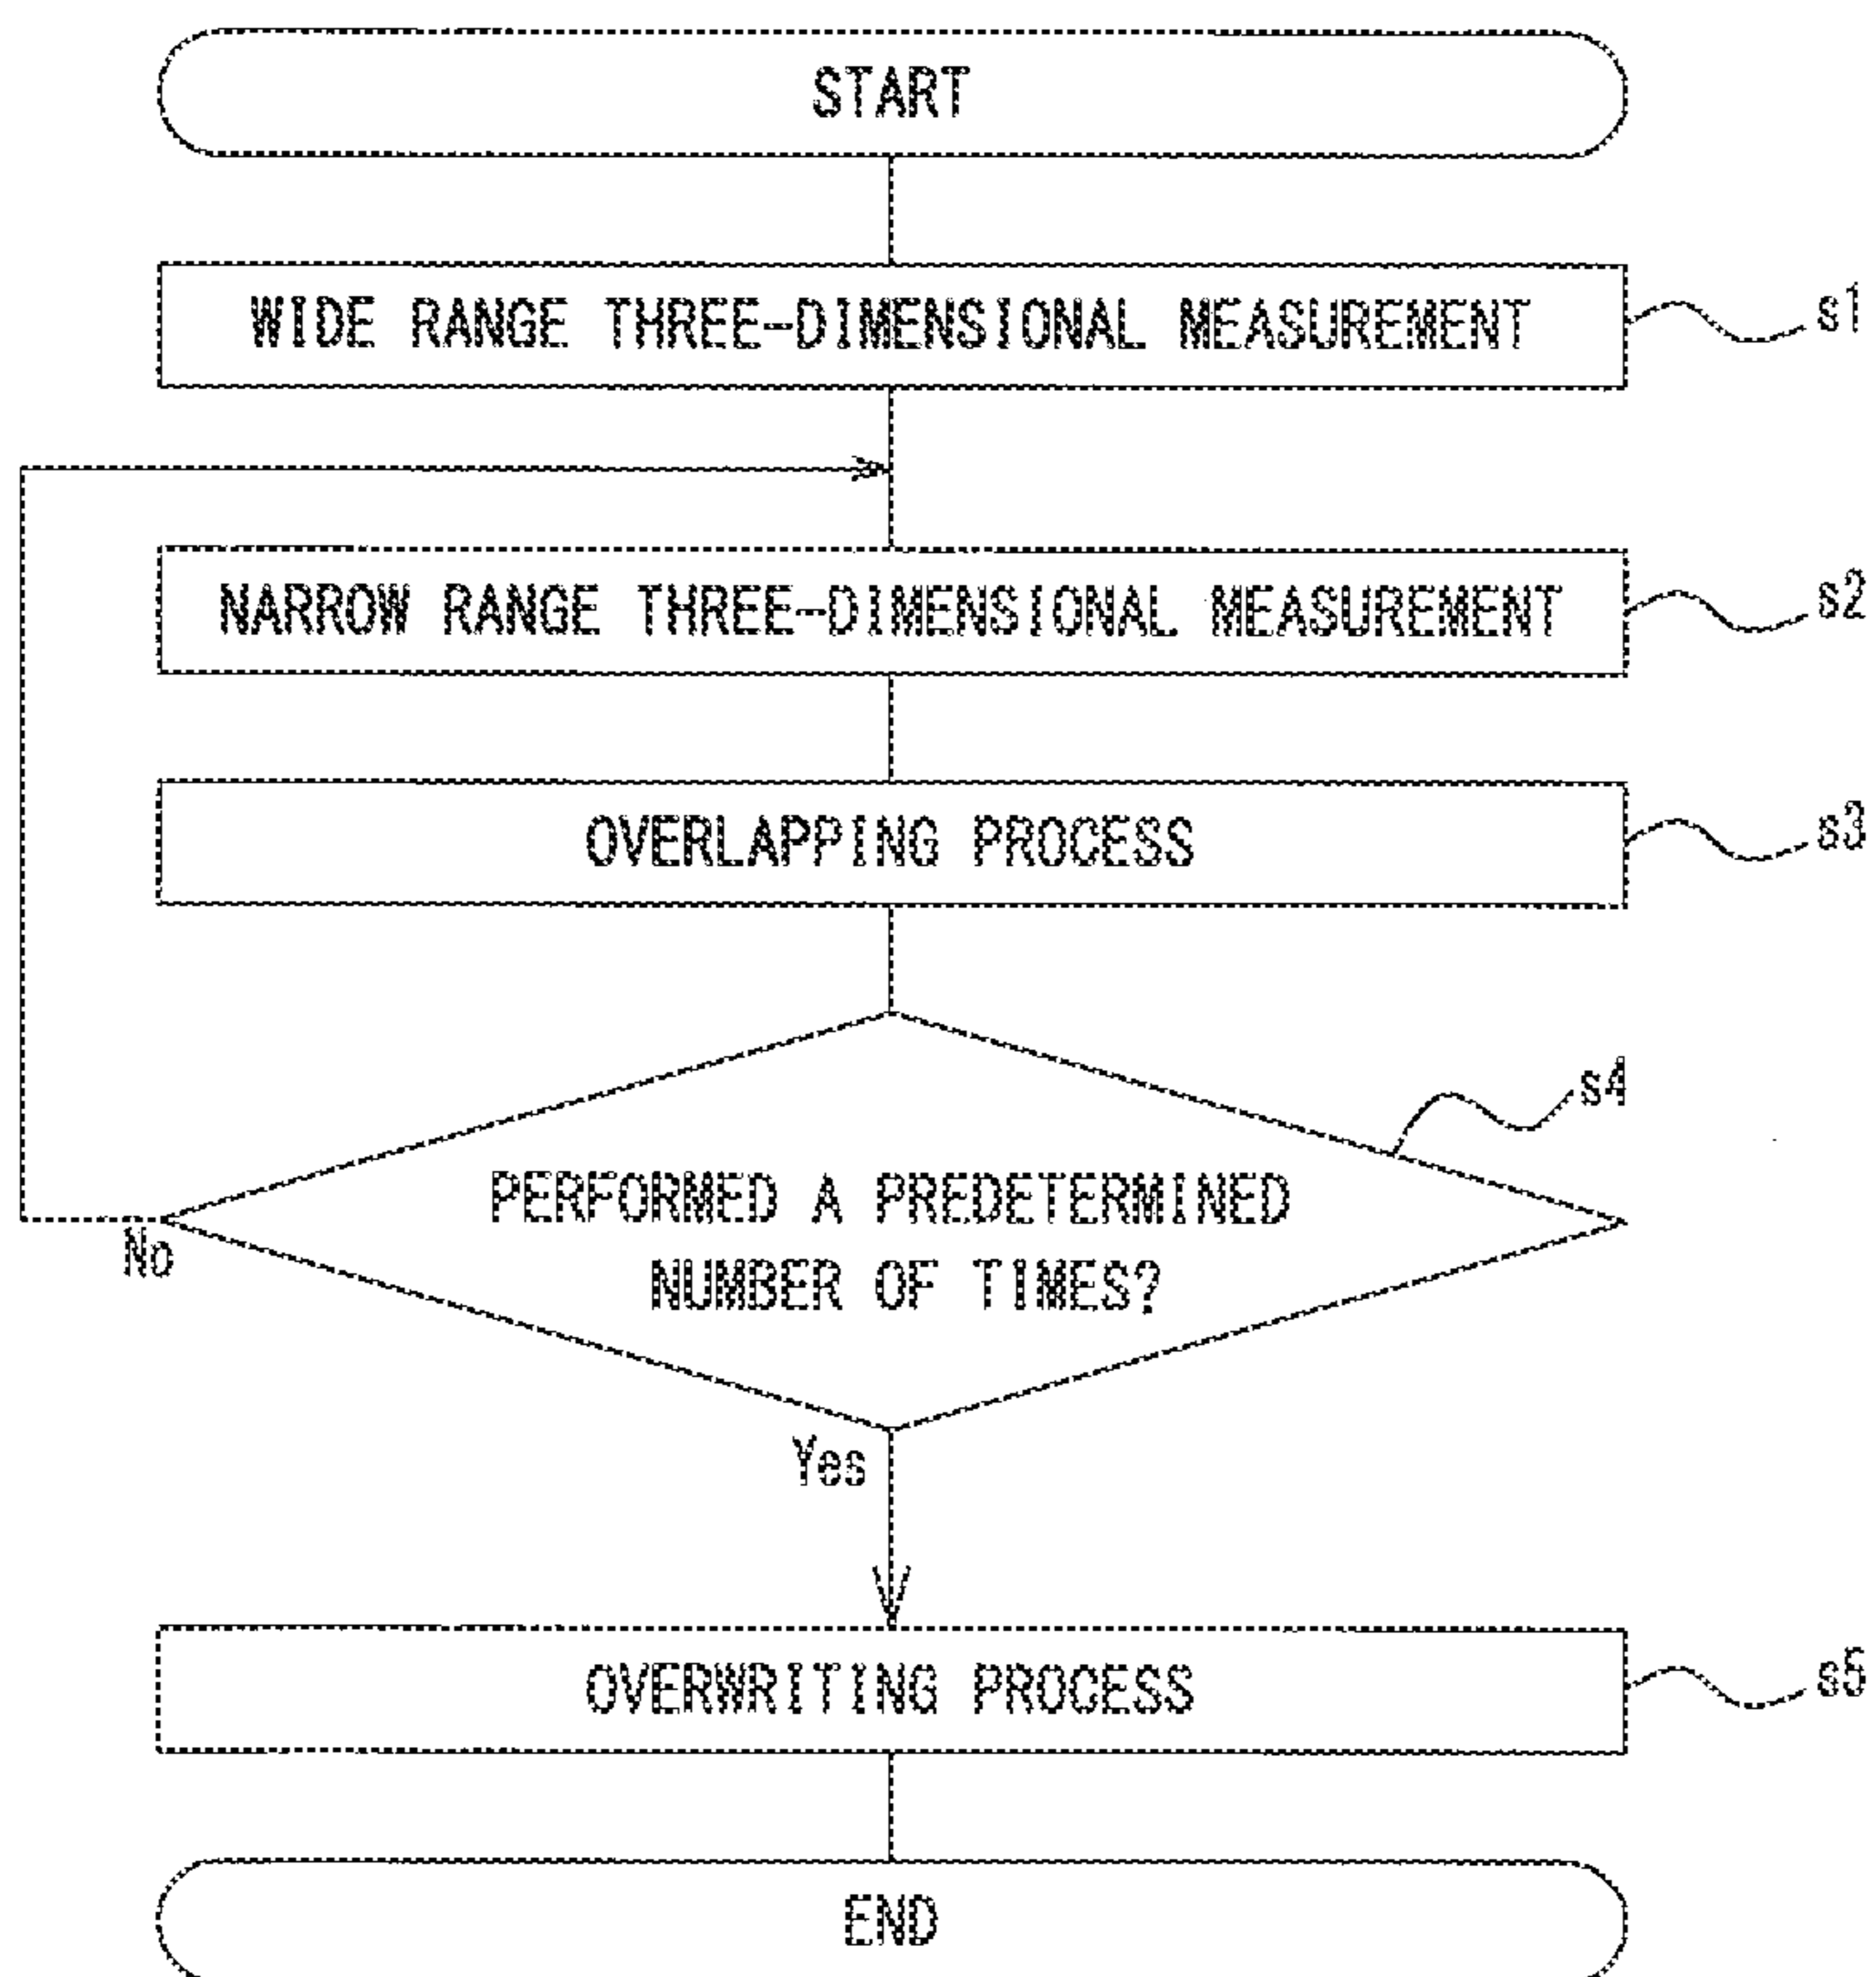 START
WIDE RANGE THREE-DIMENSIONAL MEASUREMENT
s1
NARROW RANGE THREE-DIMENSIONAL MEASUREMENT
s2
OVERLAPPING PROCESS
s3
s4
PERFORMED A PREDETERMINED
NUMBER OF TIMES?
No
Yes
OVERWRITING PROCESS
s5
END